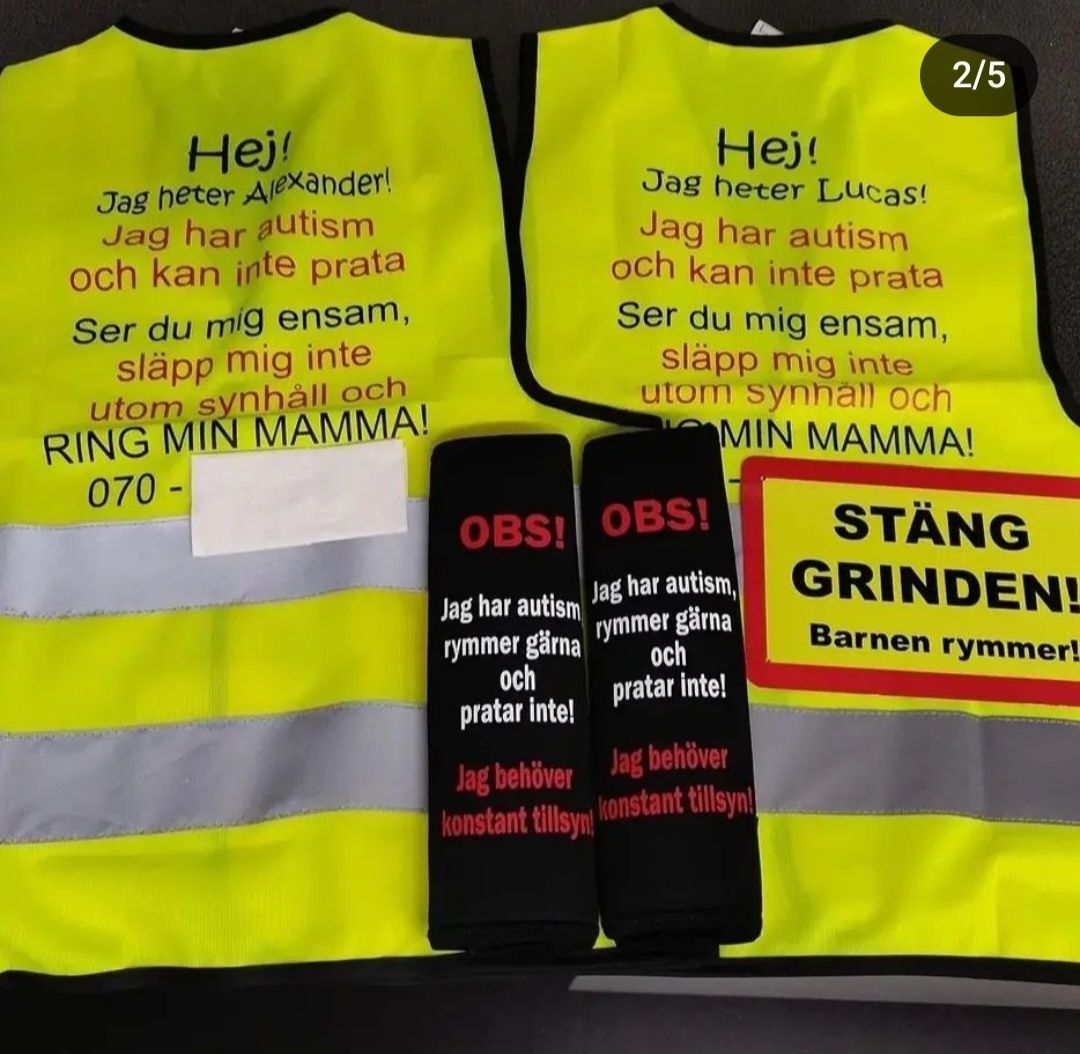 2/5
Hej!
Jag heter Alexander!
Jag har autism
och kan inte prata
Ser du mig ensam,
släpp mig inte
utom synhåll och
RING MIN MAMMA!
070 -
Hej!
Jag heter Lucas!
Jag har autism
och kan inte prata
Ser du mig ensam,
släpp mig inte
utom synhåll och
MIN MAMMA!
-
OBS!
Jag har autism
rymmer gärna
och
pratar inte!
Jag behöver
konstant tillsyn!
OBS!
Jag har autism,
rymmer gärna
och
pratar inte!
Jag behöver
konstant tillsyn!
STÄNG
GRINDEN!
Barnen rymmer!